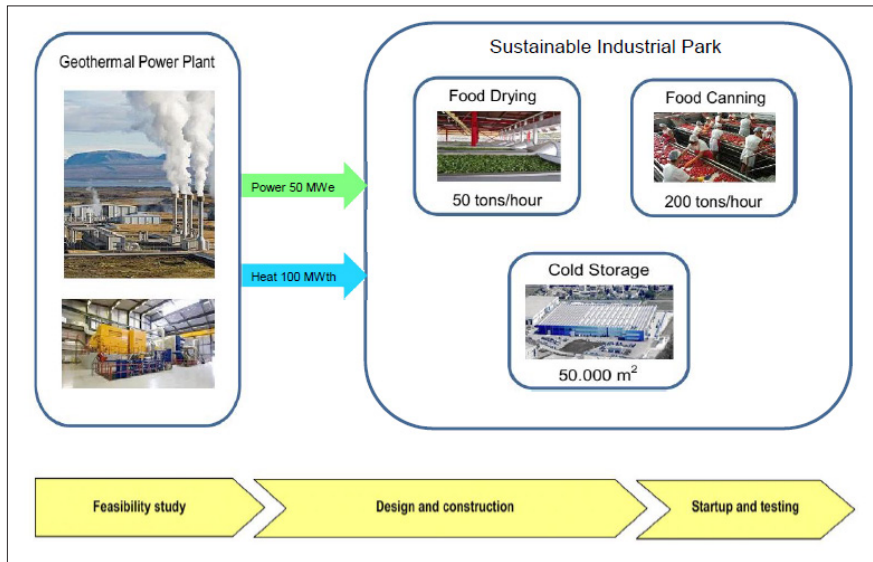 Geothermal Power Plant
Sustainable Industrial Park
Food Drying
50 tons/hour
Food Canning
200 tons/hour
Power 50 MWe
Heat 100 MWth
Cold Storage
50.000 m²
Feasibility study
Design and construction
Startup and testing